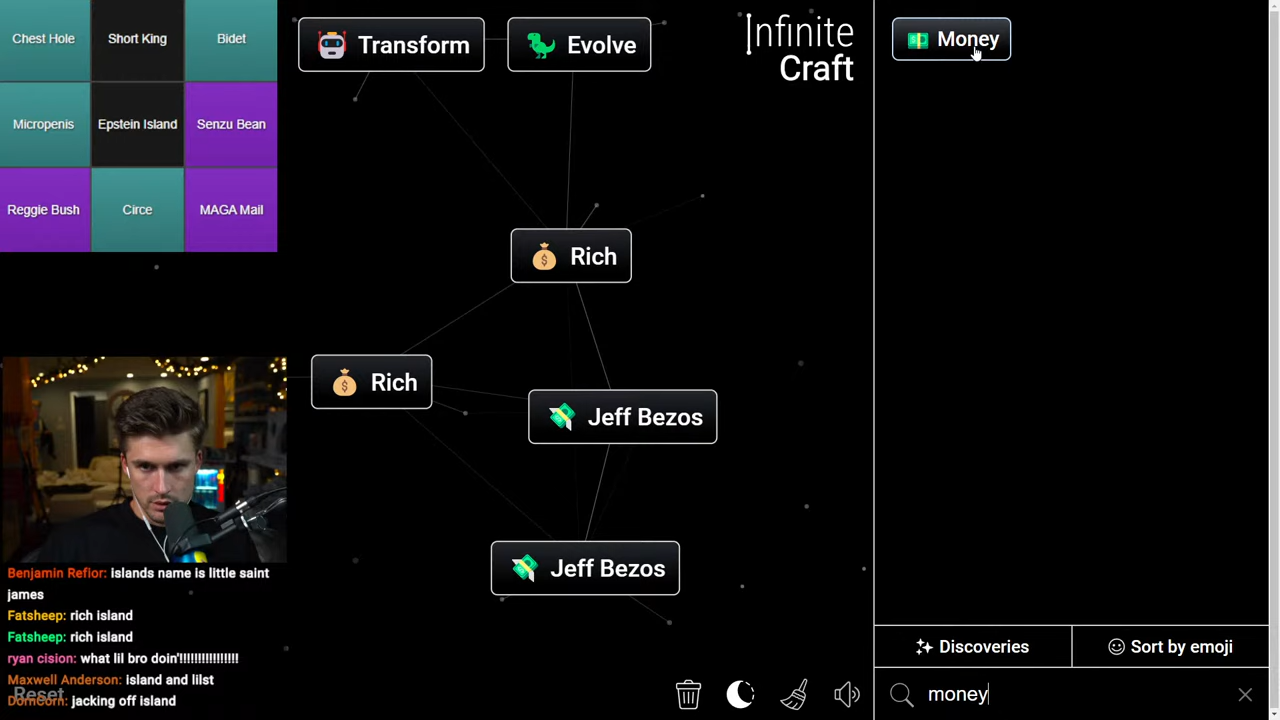 Chest Hole
Short King
Bidet
Micropenis
Epstein Island
Senzu Bean
Reggie Bush
Circe
MAGA Mail
Transform
Evolve
Infinite
Craft
Money
Rich
Rich
Jeff Bezos
Jeff Bezos
Benjamin Refior: islands name is little saint
james
Fatsheep: rich island
Fatsheep: rich island
ryan cision: what lil bro doin'!!!!!!!!!!!!!!!!
Maxwell Anderson: island and lilst
DornCorn: jacking off island
Reset
Discoveries
Sort by emoji
money